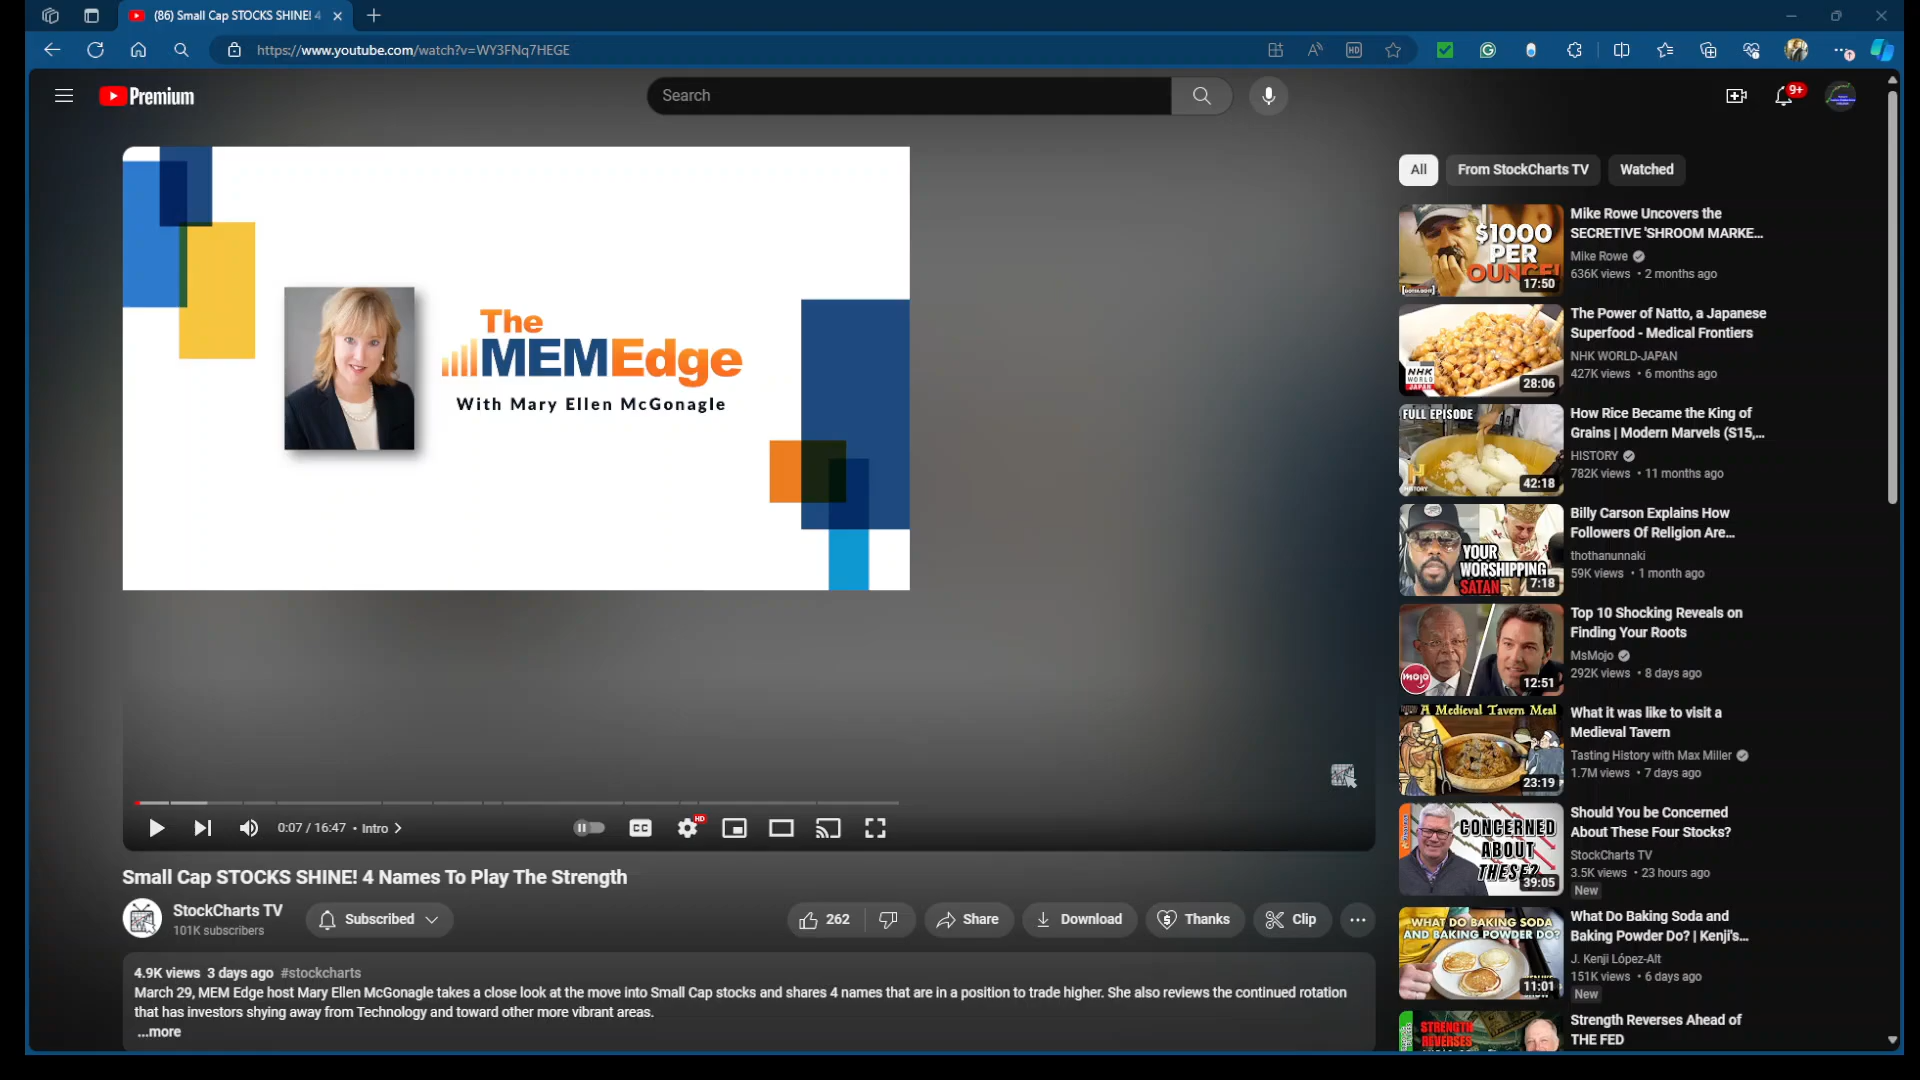 (86) Small Cap STOCKS SHINE! 4
https://www.youtube.com/watch?v=WY3FNq7HEGE
Premium
Search
9+
The
MEMEdge
With Mary Ellen McGonagle
0:07 / 16:47 • Intro
CC
HD
Small Cap STOCKS SHINE! 4 Names To Play The Strength
StockCharts TV
101K subscribers
Subscribed
262
Share
Download
Thanks
Clip
4.9K views 3 days ago #stockcharts
March 29, MEM Edge host Mary Ellen McGonagle takes a close look at the move into Small Cap stocks and shares 4 names that are in a position to trade higher. She also reviews the continued rotation
that has investors shying away from Technology and toward other more vibrant areas.
...more
All
From StockCharts TV
Watched
$1000
PER
OUNCE!
17:50
Mike Rowe Uncovers the
SECRETIVE 'SHROOM MARKE...
Mike Rowe
636K views • 2 months ago
NHK
WORLD
JAPAN
28:06
The Power of Natto, a Japanese
Superfood - Medical Frontiers
NHK WORLD-JAPAN
427K views • 6 months ago
FULL EPISODE
HISTORY
42:18
How Rice Became the King of
Grains | Modern Marvels (S15,...
HISTORY
782K views • 11 months ago
YOUR
WORSHIPPING
SATAN
7:18
Billy Carson Explains How
Followers Of Religion Are...
thothanunnaki
59K views • 1 month ago
mojo
12:51
Top 10 Shocking Reveals on
Finding Your Roots
MsMojo
292K views • 8 days ago
A Medieval Tavern Meal
23:19
What it was like to visit a
Medieval Tavern
Tasting History with Max Miller
1.7M views • 7 days ago
CONCERNED
ABOUT
THESE?
39:05
Should You be Concerned
About These Four Stocks?
StockCharts TV
3.5K views • 23 hours ago
New
WHAT DO BAKING SODA
AND BAKING POWDER DO?
11:01
What Do Baking Soda and
Baking Powder Do? | Kenji's...
J. Kenji López-Alt
151K views • 6 days ago
New
STRENGTH
REVERSES
Strength Reverses Ahead of
THE FED